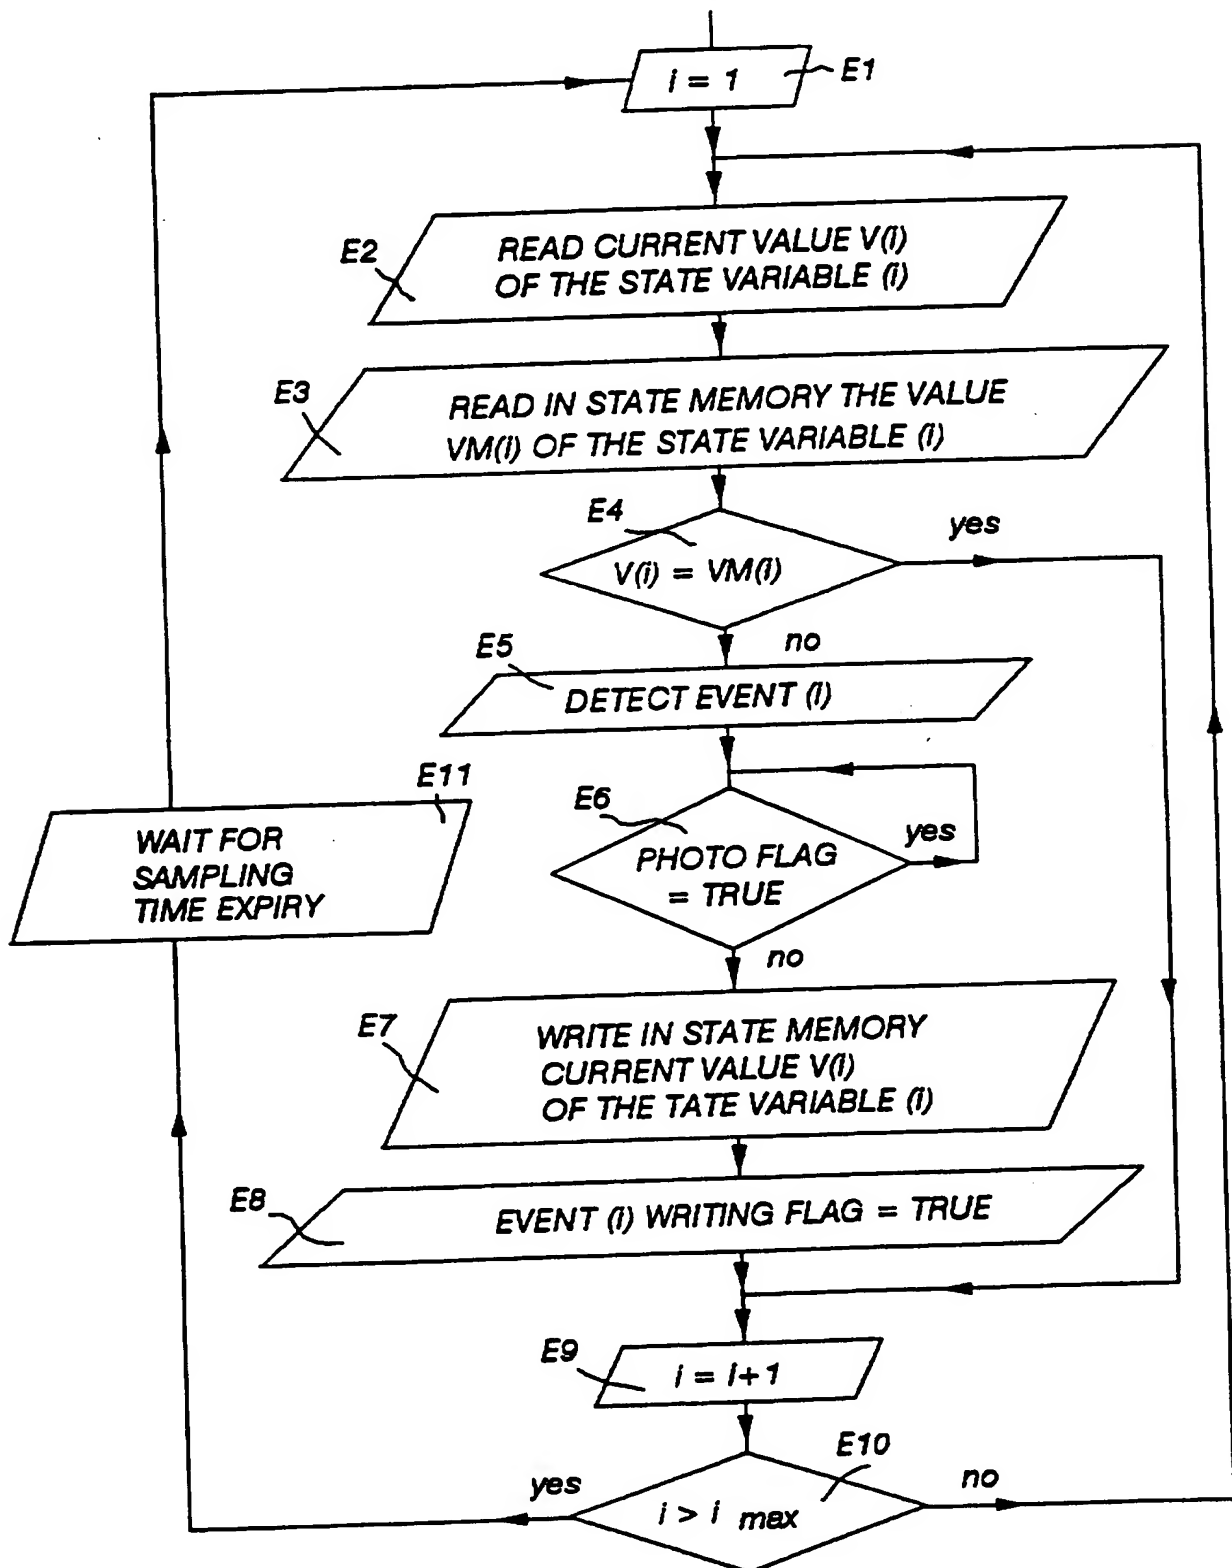 i = 1
E1
E2
READ CURRENT VALUE V(i)
OF THE STATE VARIABLE (i)
E3
READ IN STATE MEMORY THE VALUE
VM(i) OF THE STATE VARIABLE (i)
E4
yes
V(i) = VM(i)
no
E5
DETECT EVENT (i)
E11
WAIT FOR
SAMPLING
TIME EXPIRY
E6
yes
PHOTO FLAG
= TRUE
no
E7
WRITE IN STATE MEMORY
CURRENT VALUE V(i)
OF THE TATE VARIABLE (i)
E8
EVENT (i) WRITING FLAG = TRUE
E9
i = i+1
E10
yes
no
i > i max